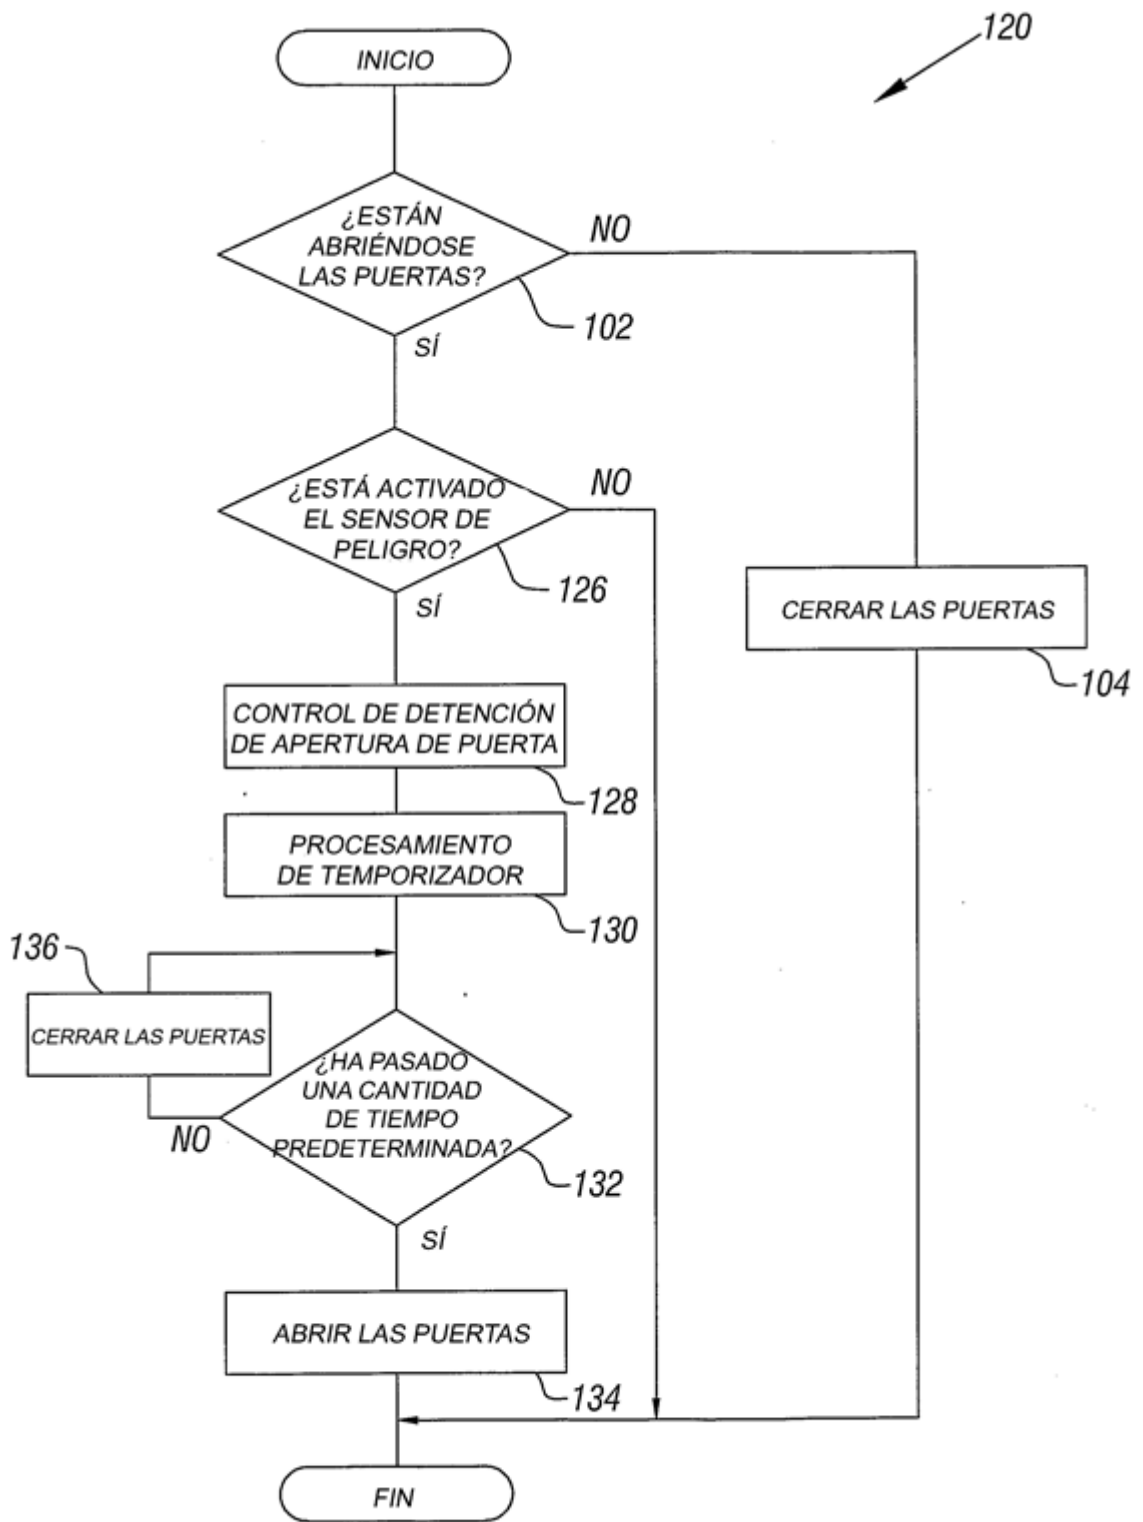 120
INICIO
¿ESTÁN
ABRIÉNDOSE
LAS PUERTAS?
NO
102
SÍ
¿ESTÁ ACTIVADO
EL SENSOR DE
PELIGRO?
NO
126
SÍ
CERRAR LAS PUERTAS
104
CONTROL DE DETENCIÓN
DE APERTURA DE PUERTA
128
PROCESAMIENTO
DE TEMPORIZADOR
130
136
CERRAR LAS PUERTAS
¿HA PASADO
UNA CANTIDAD
DE TIEMPO
PREDETERMINADA?
NO
132
SÍ
ABRIR LAS PUERTAS
134
FIN